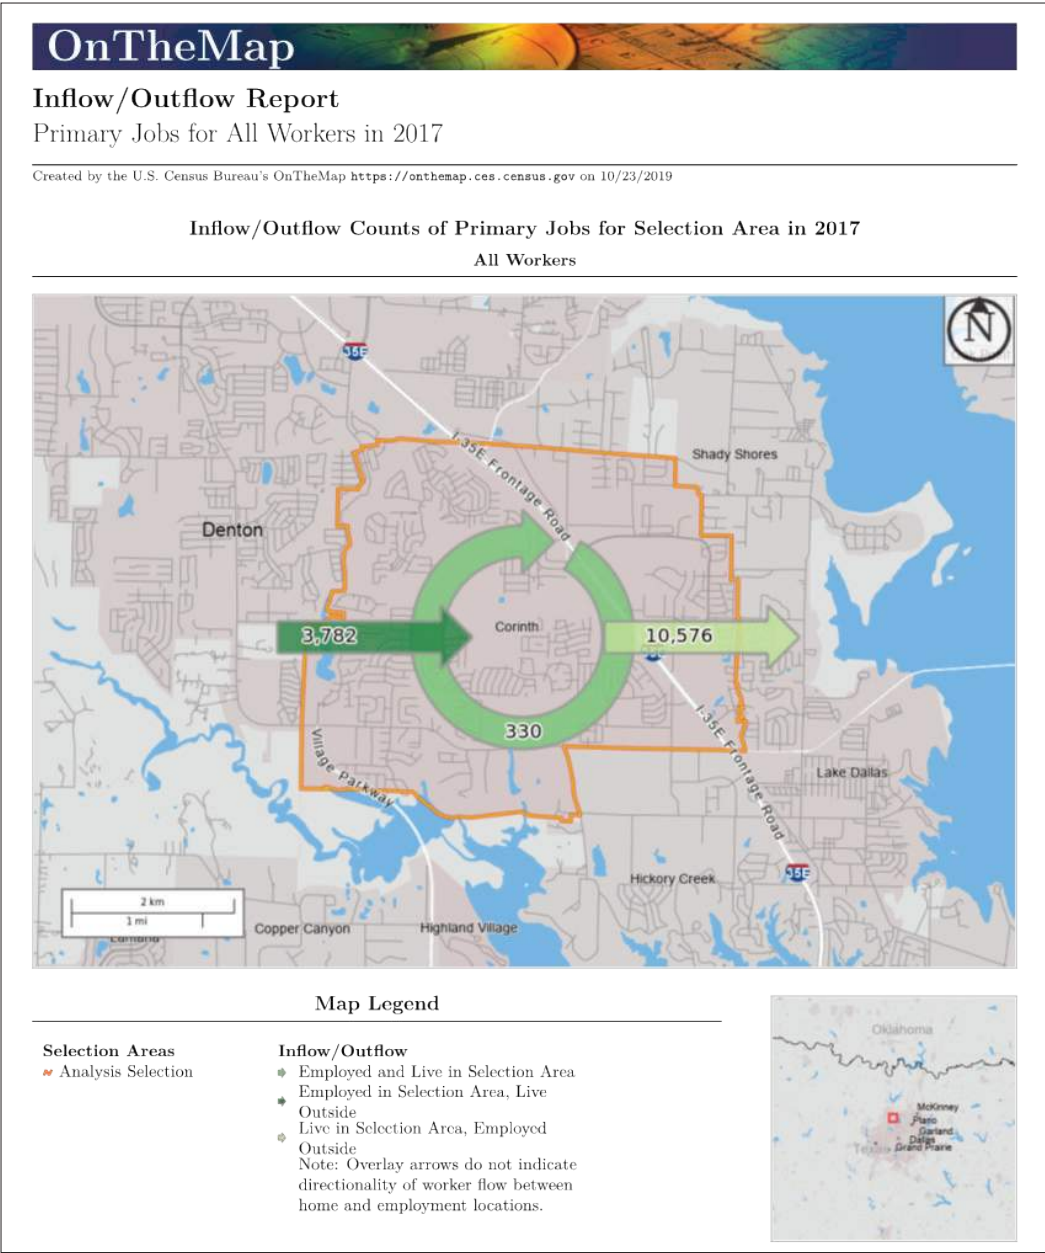 OnTheMap
Inflow/Outflow Report
Primary Jobs for All Workers in 2017
Created by the U.S. Census Bureau's OnTheMap https://onthemap.ces.census.gov on 10/23/2019
Inflow/Outflow Counts of Primary Jobs for Selection Area in 2017
All Workers
N
35E
I-35E Frontage Road
Shady Shores
Denton
Corinth
3,782
10,576
330
I-35E Frontage Road
Village Parkway
Lake Dallas
35E
Hickory Creek
2 km
1 mi
Copper Canyon
Highland Village
Map Legend
Selection Areas
Analysis Selection
Inflow/Outflow
Employed and Live in Selection Area
Employed in Selection Area, Live
Outside
Live in Selection Area, Employed
Outside
Note: Overlay arrows do not indicate
directionality of worker flow between
home and employment locations.
Oklahoma
McKinney
Plano
Garland
Dallas
Grand Prairie